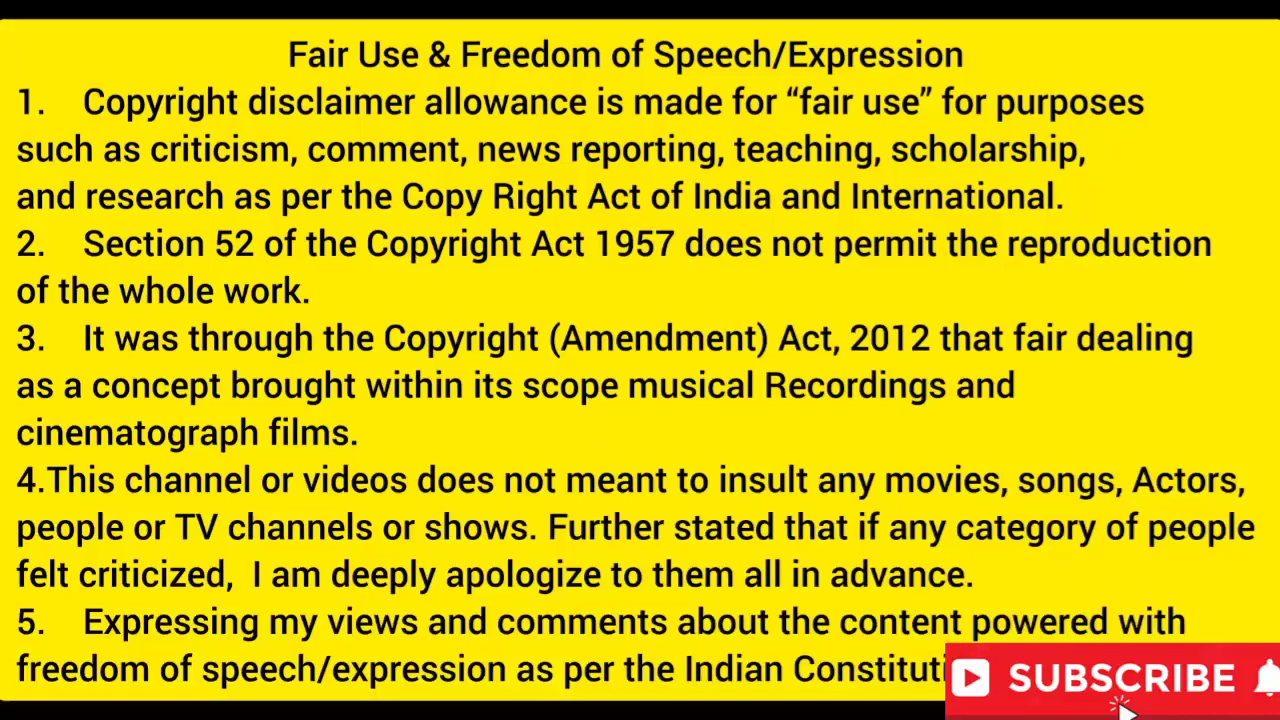 Fair Use & Freedom of Speech/Expression
1. Copyright disclaimer allowance is made for “fair use” for purposes
such as criticism, comment, news reporting, teaching, scholarship,
and research as per the Copy Right Act of India and International.
2. Section 52 of the Copyright Act 1957 does not permit the reproduction
of the whole work.
3. It was through the Copyright (Amendment) Act, 2012 that fair dealing
as a concept brought within its scope musical Recordings and
cinematograph films.
4.This channel or videos does not meant to insult any movies, songs, Actors,
people or TV channels or shows. Further stated that if any category of people
felt criticized, I am deeply apologize to them all in advance.
5. Expressing my views and comments about the content powered with
freedom of speech/expression as per the Indian
SUBSCRIBE